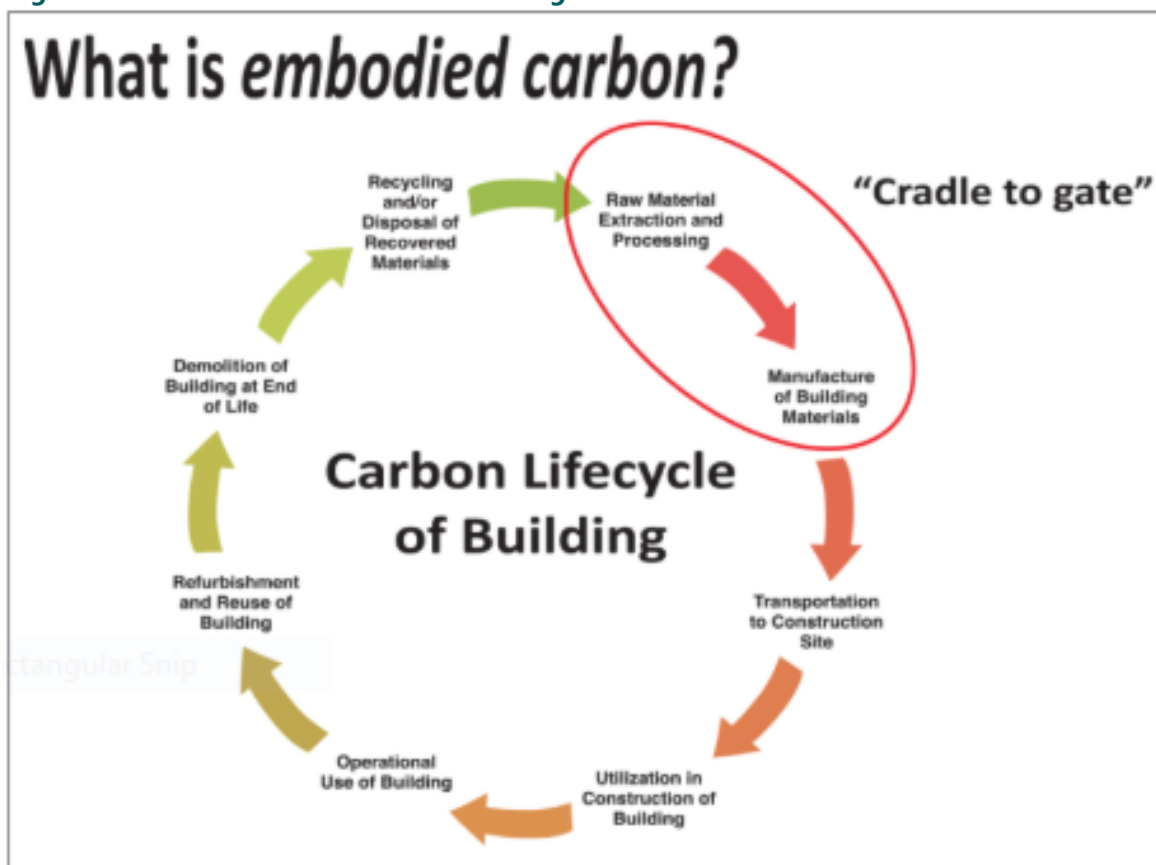 What is embodied carbon?
"Cradle to gate"
Raw Material
Extraction and
Processing
Manufacture
of Building
Materials
Transportation
to Construction
Site
Utilization in
Construction of
Building
Operational
Use of Building
Refurbishment
and Reuse of
Building
Demolition of
Building at End
of Life
Recycling
and/or
Disposal of
Recovered
Materials
Carbon Lifecycle
of Building
ctangular Snip